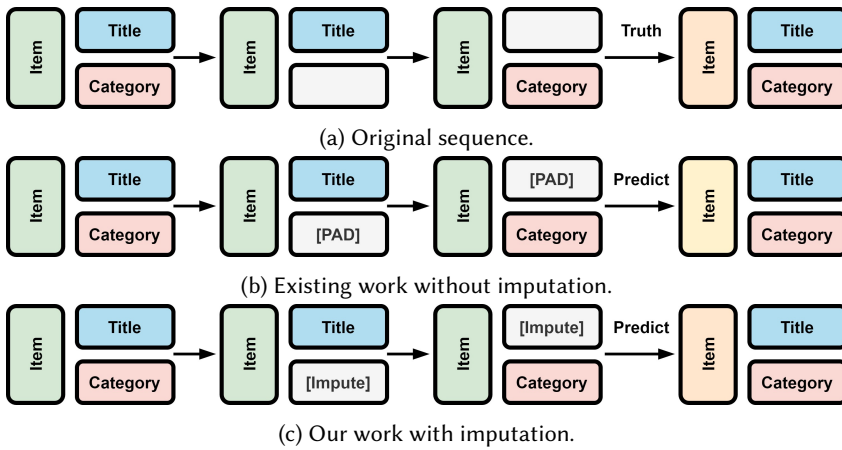 Item Title Item Title Item Truth Item Title
Category Category Category
(a) Original sequence.
Item Title Item Title Item [PAD] Predict Item Title
Category [PAD] Category Category
(b) Existing work without imputation.
Item Title Item Title Item [Impute] Predict Item Title
Category [Impute] Category Category
(c) Our work with imputation.